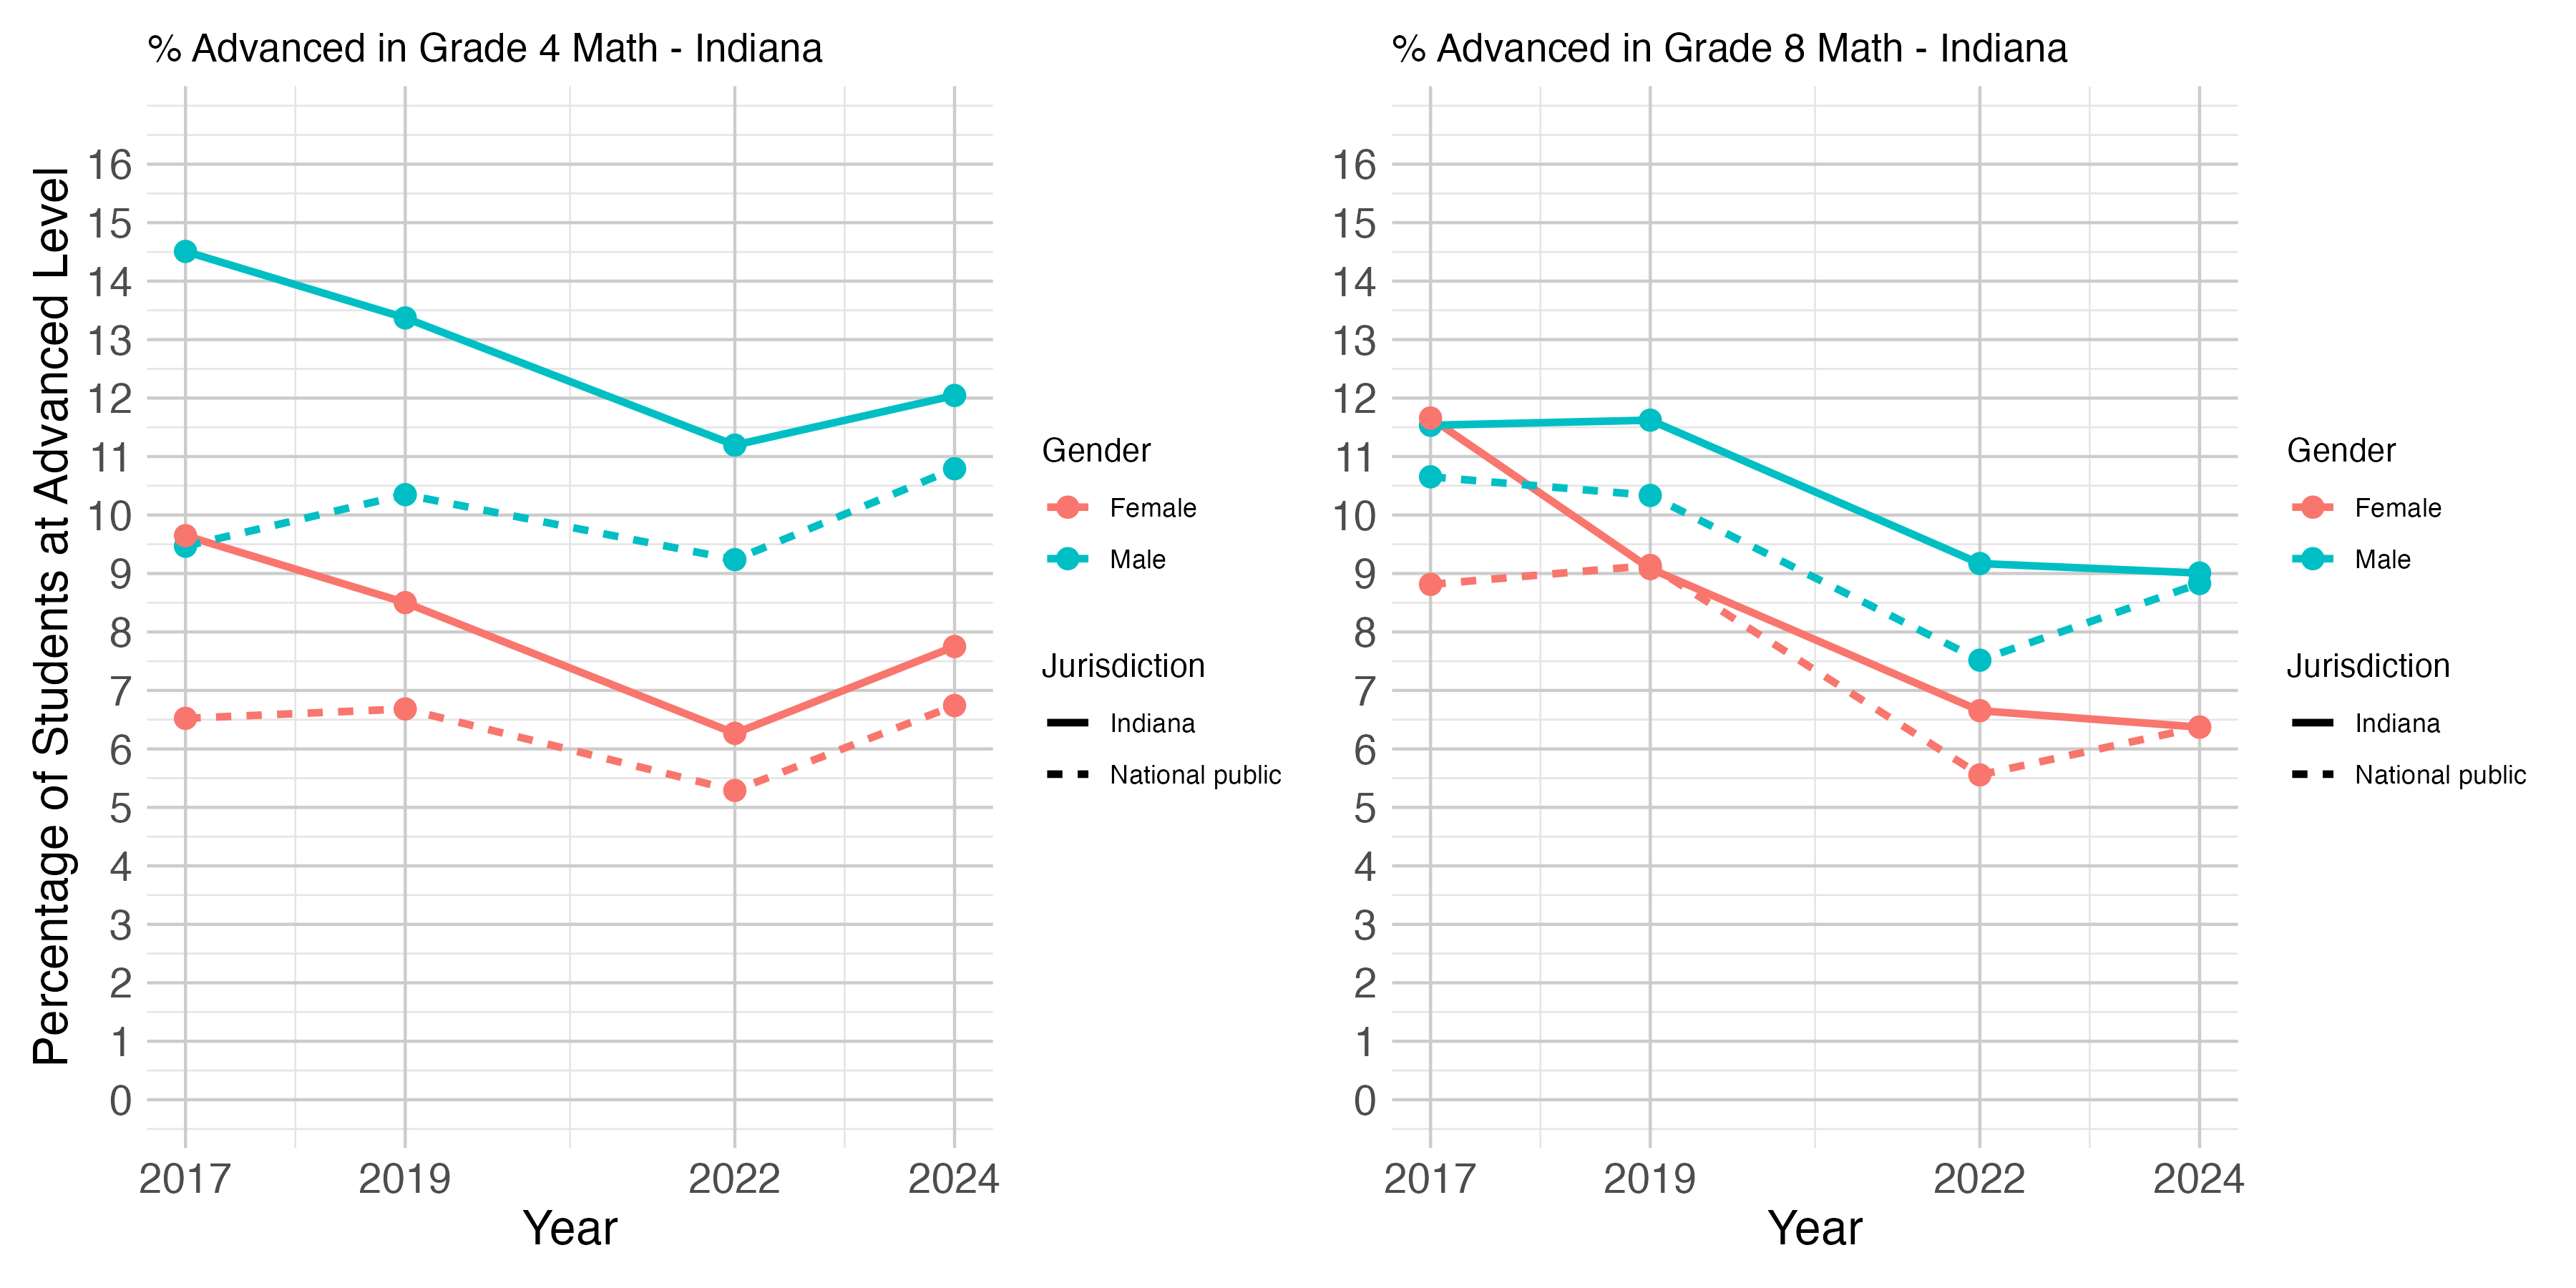 % Advanced in Grade 4 Math - Indiana
Percentage of Students at Advanced Level
16
15
14
13
12
11
10
9
8
7
6
5
4
3
2
1
0
2017 2019 2022 2024
Year
Gender
Female
Male
Jurisdiction
Indiana
National public
% Advanced in Grade 8 Math - Indiana
16
15
14
13
12
11
10
9
8
7
6
5
4
3
2
1
0
2017 2019 2022 2024
Year
Gender
Female
Male
Jurisdiction
Indiana
National public